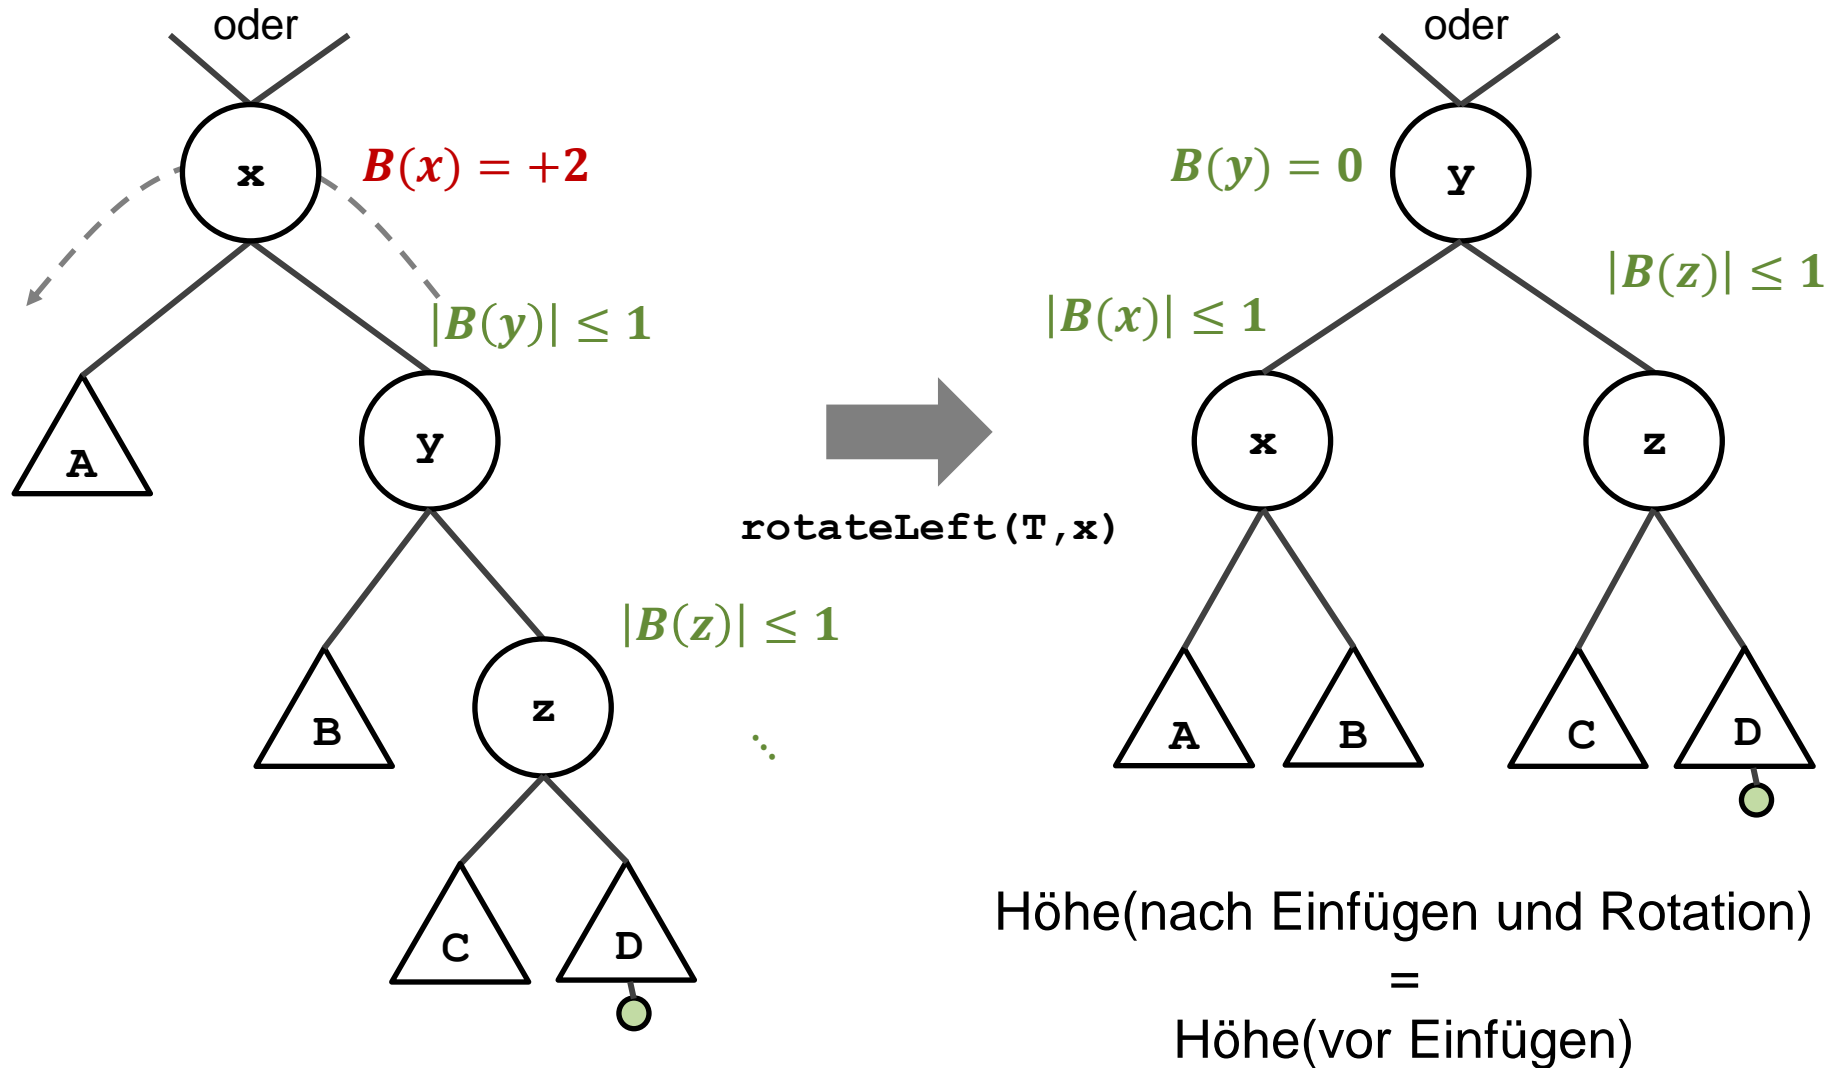 oder
x
B(x) = +2
|B(y)| ≤ 1
A
y
|B(z)| ≤ 1
B
z
C
D
rotateLeft(T,x)
oder
B(y) = 0
y
|B(z)| ≤ 1
|B(x)| ≤ 1
x
z
A
B
C
D
Höhe(nach Einfügen und Rotation)
=
Höhe(vor Einfügen)